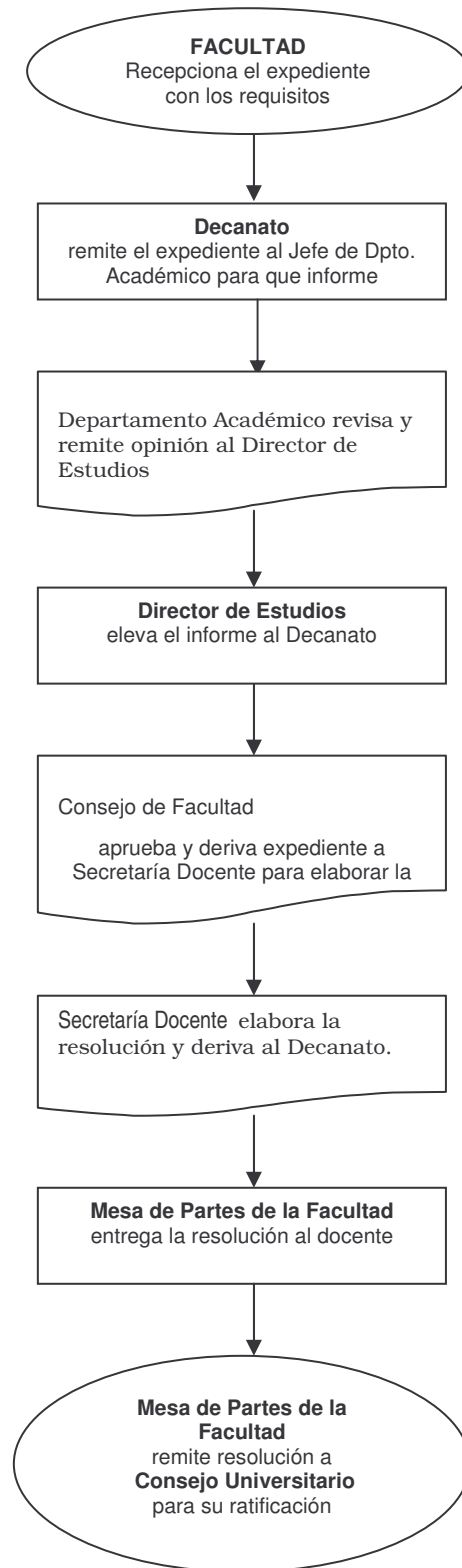 FACULTAD
Recepciona el expediente
con los requisitos
Decanato
remite el expediente al Jefe de Dpto.
Académico para que informe
Departamento Académico revisa y
remite opinión al Director de
Estudios
Director de Estudios
eleva el informe al Decanato
Consejo de Facultad
aprueba y deriva expediente a
Secretaría Docente para elaborar la
Secretaría Docente elabora la
resolución y deriva al Decanato.
Mesa de Partes de la Facultad
entrega la resolución al docente
Mesa de Partes de la
Facultad
remite resolución a
Consejo Universitario
para su ratificación